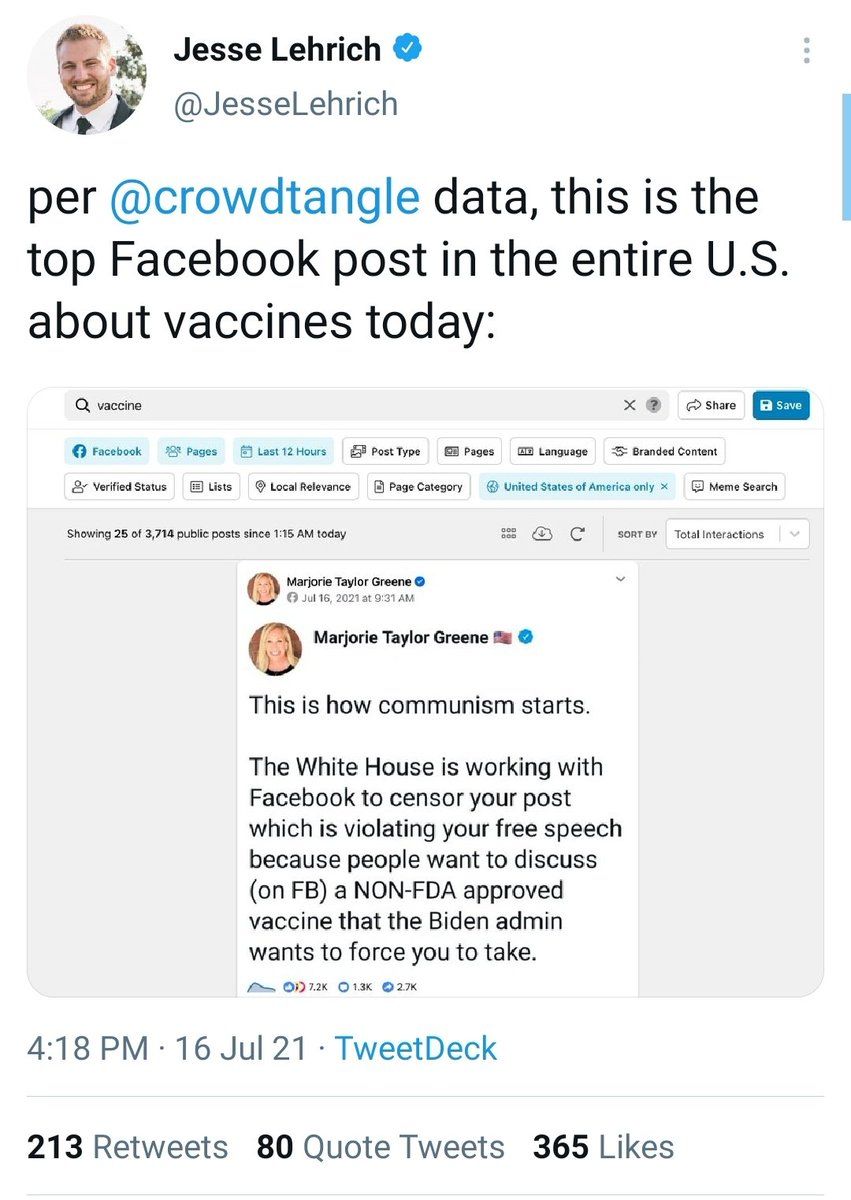 Jesse Lehrich
@JesseLehrich
per @crowdtangle data, this is the
top Facebook post in the entire U.S.
about vaccines today:
vaccine
Share
Save
Facebook Pages Last 12 Hours Post Type Pages Language Branded Content
Verified Status Lists Local Relevance Page Category United States of America only × Meme Search
Showing 25 of 3,714 public posts since 1:15 AM today
SORT BY Total Interactions
Marjorie Taylor Greene
Jul 16, 2021 at 9:31 AM
Marjorie Taylor Greene 🇺🇸
This is how communism starts.
The White House is working with
Facebook to censor your post
which is violating your free speech
because people want to discuss
(on FB) a NON-FDA approved
vaccine that the Biden admin
wants to force you to take.
7.2K 1.3K 2.7K
4:18 PM · 16 Jul 21 · TweetDeck
213 Retweets 80 Quote Tweets 365 Likes